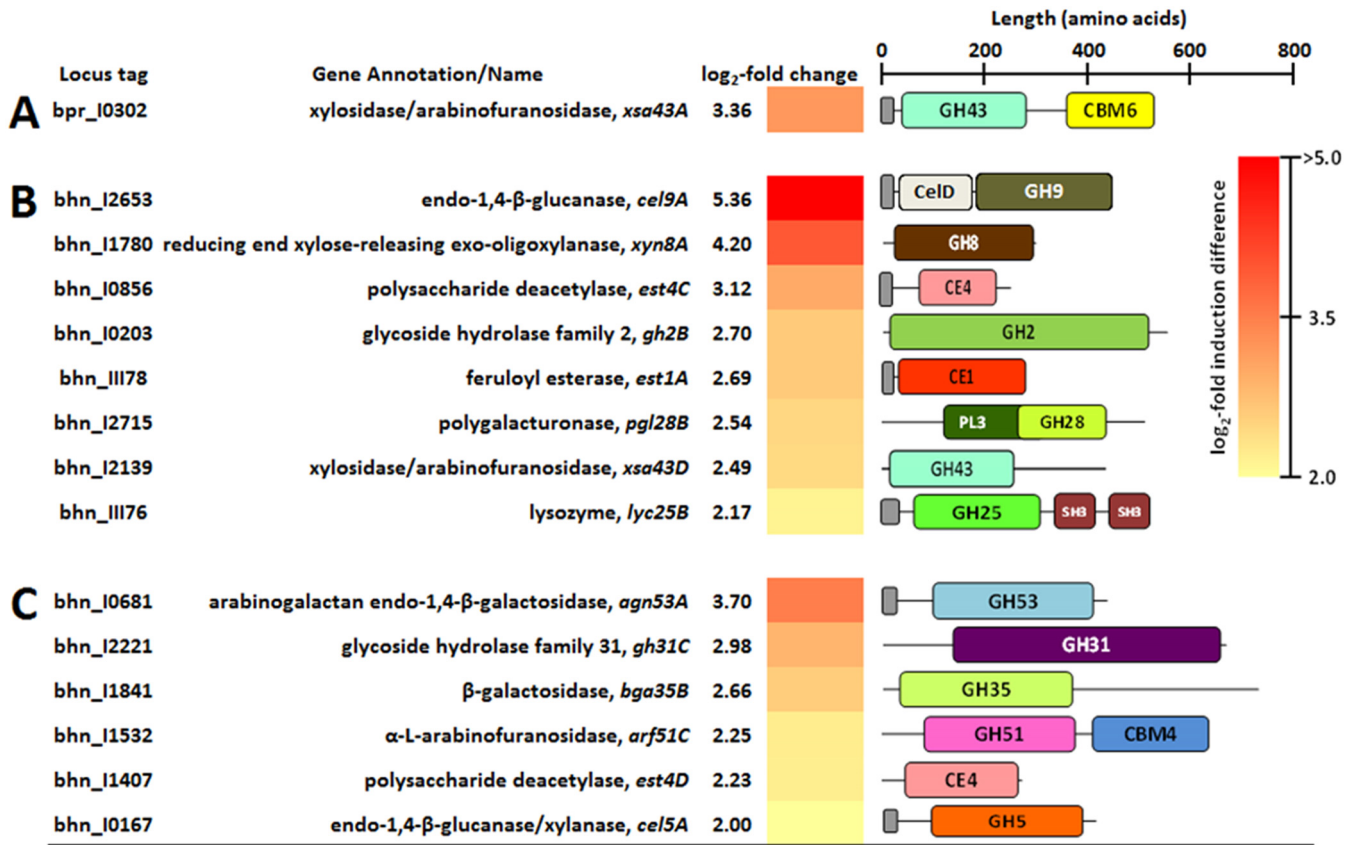 Length (amino acids)
0 200 400 600 800
Locus tag Gene Annotation/Name log2-fold change
A bpr_I0302 xylosidase/arabinofuranosidase, xsa43A 3.36 GH43 CBM6
>5.0
B bhn_I2653 endo-1,4-β-glucanase, cel9A 5.36 CelD GH9
bhn_I1780 reducing end xylose-releasing exo-oligoxylanase, xyn8A 4.20 GH8
bhn_I0856 polysaccharide deacetylase, est4C 3.12 CE4
3.5
bhn_I0203 glycoside hydrolase family 2, gh2B 2.70 GH2
log2-fold induction difference
bhn_III78 feruloyl esterase, est1A 2.69 CE1
bhn_I2715 polygalacturonase, pgl28B 2.54 PL3 GH28
bhn_I2139 xylosidase/arabinofuranosidase, xsa43D 2.49 GH43
2.0
bhn_III76 lysozyme, lyc25B 2.17 GH25 SH3 SH3
C bhn_I0681 arabinogalactan endo-1,4-β-galactosidase, agn53A 3.70 GH53
bhn_I2221 glycoside hydrolase family 31, gh31C 2.98 GH31
bhn_I1841 β-galactosidase, bga35B 2.66 GH35
bhn_I1532 α-L-arabinofuranosidase, arf51C 2.25 GH51 CBM4
bhn_I1407 polysaccharide deacetylase, est4D 2.23 CE4
bhn_I0167 endo-1,4-β-glucanase/xylanase, cel5A 2.00 GH5